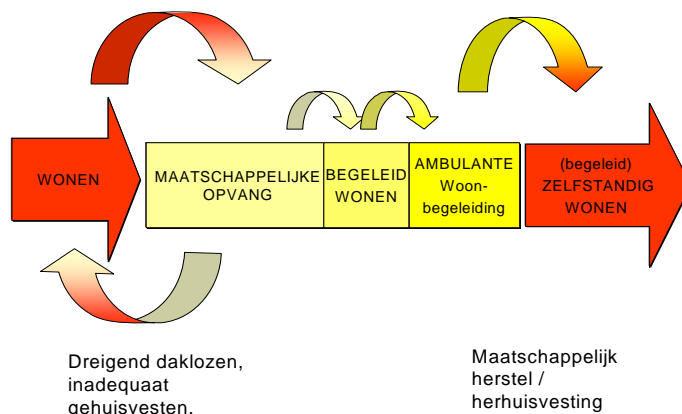 WONEN
MAATSCHAPPELIJKE
OPVANG
BEGELEID
WONEN
AMBULANTE
Woon-
begeleiding
(begeleid)
ZELFSTANDIG
WONEN
Dreigend daklozen,
inadequaat
gehuisvesten.
Maatschappelijk
herstel /
herhuisvesting